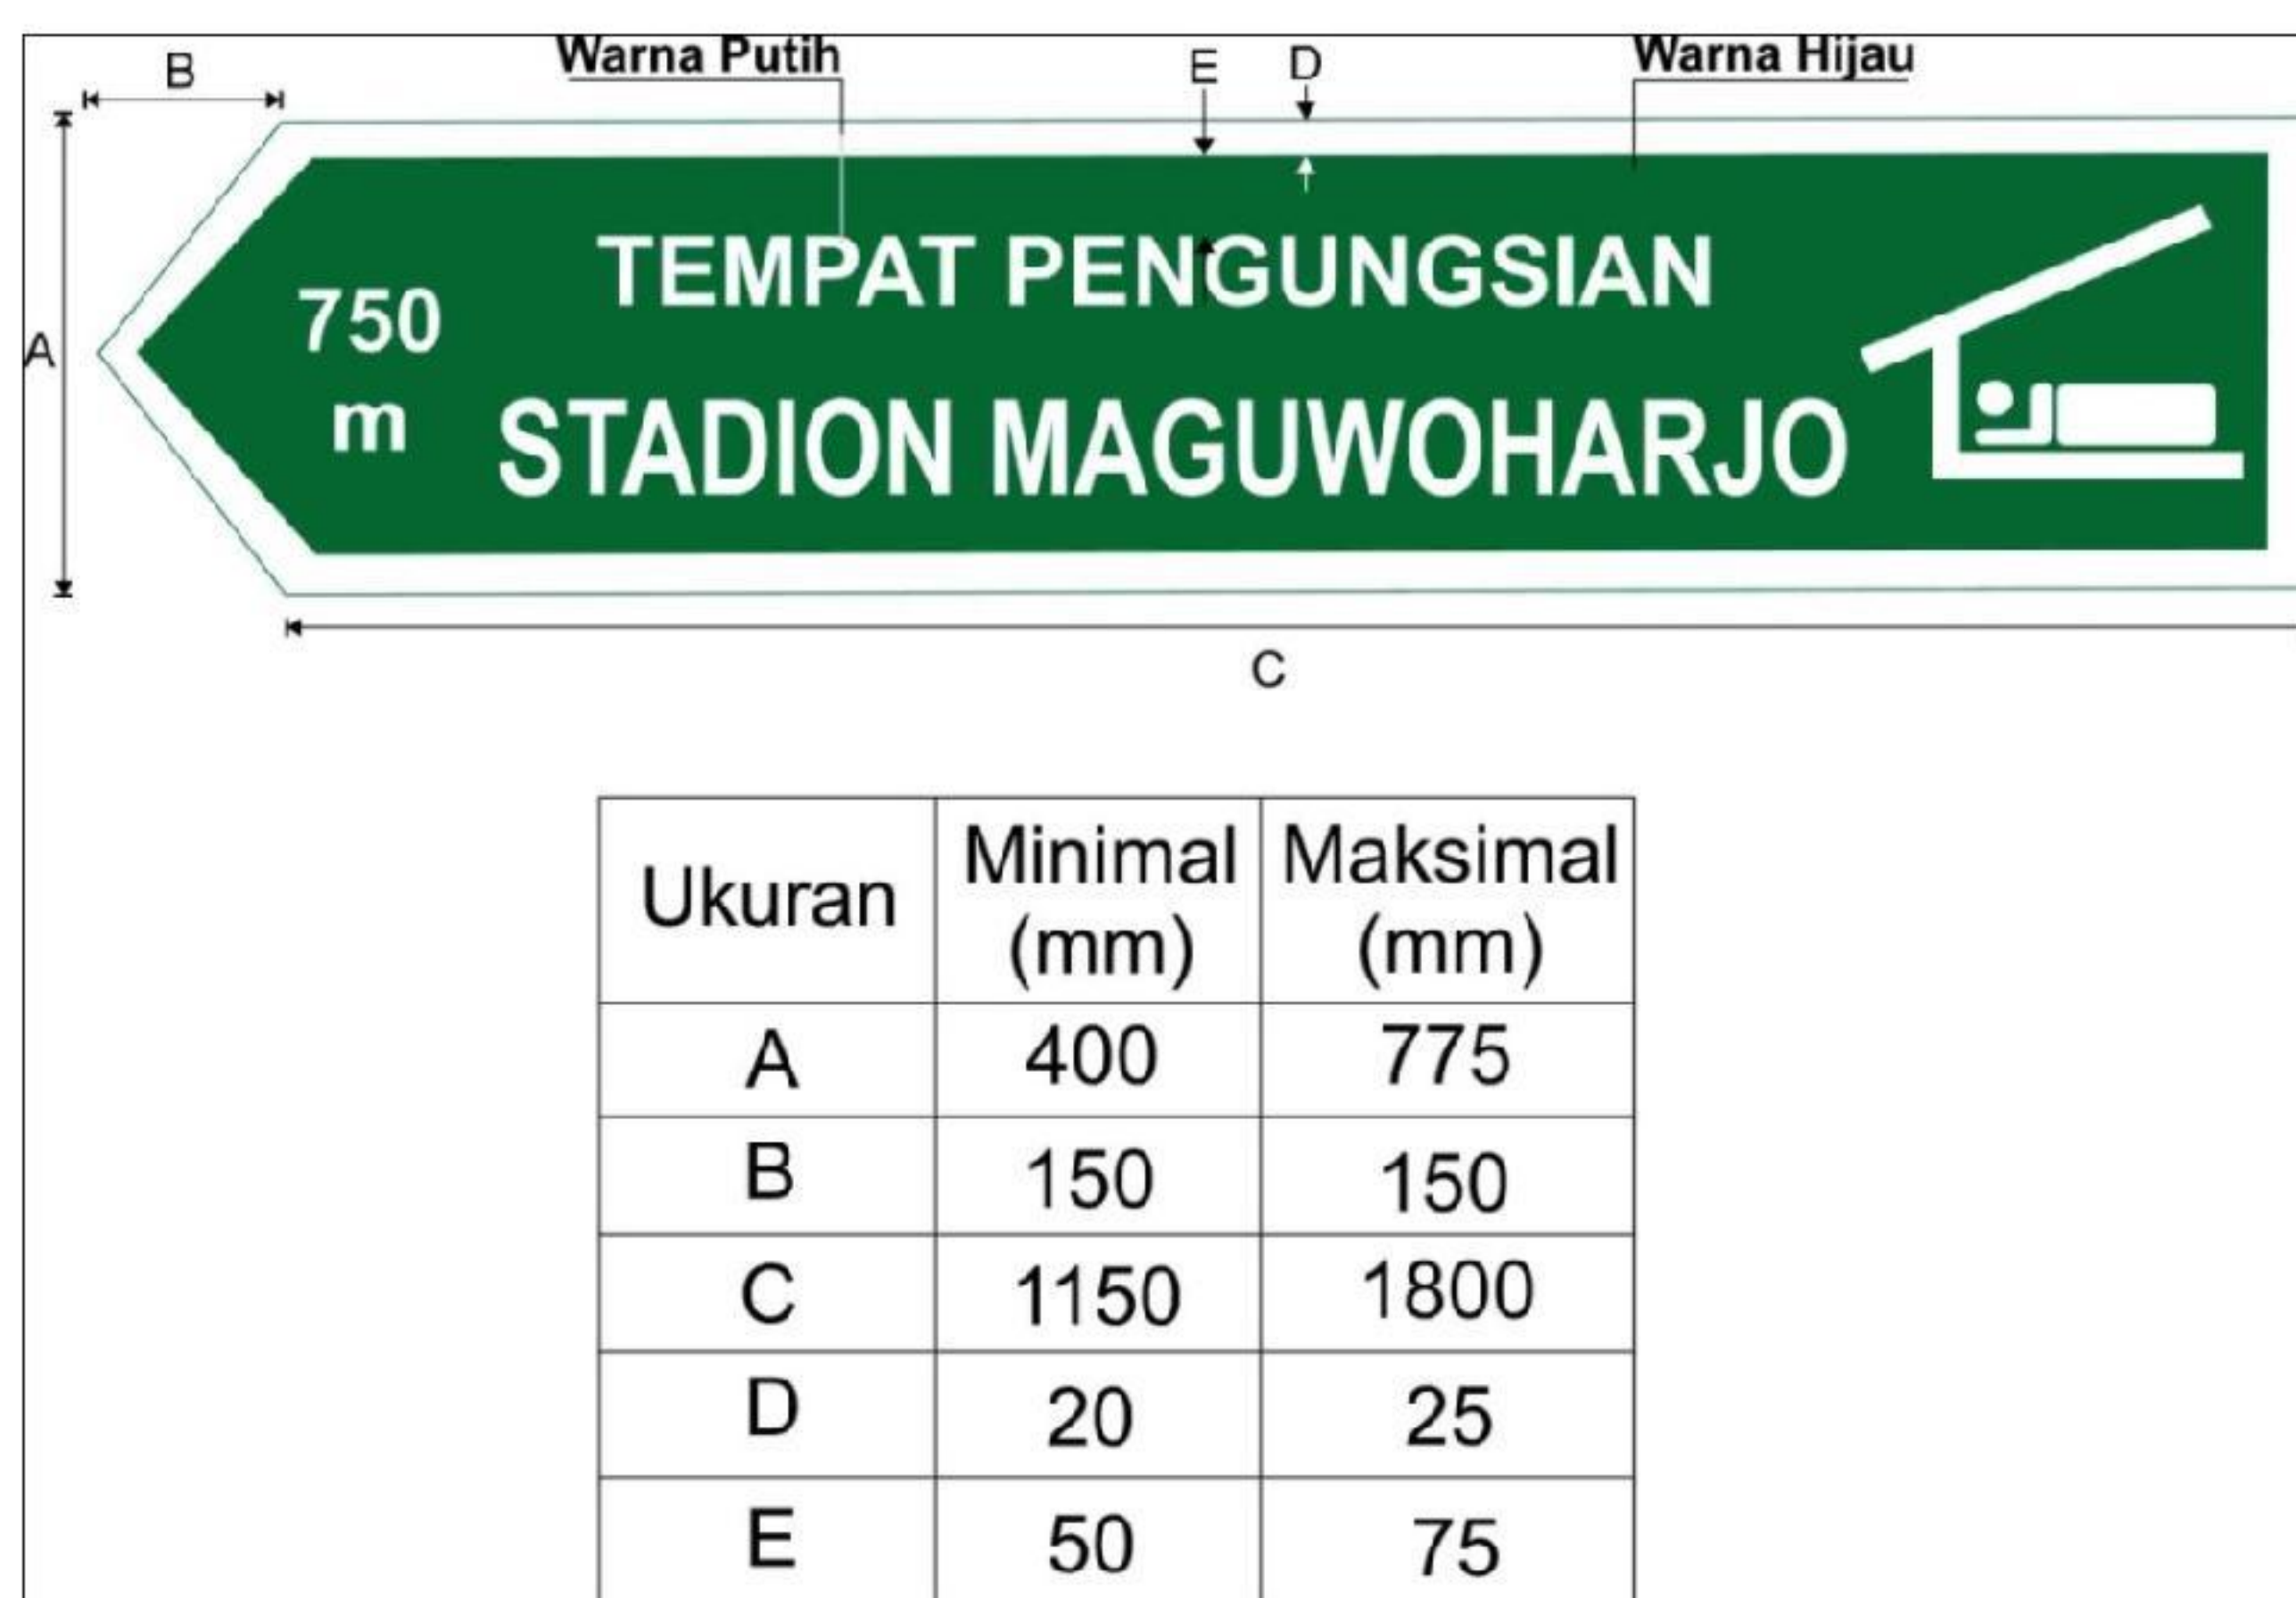 B
Warna Putih
E
D
Warna Hijau
A
750
m
TEMPAT PENGUNGSIAN
STADION MAGUWOHARJO
C
Ukuran Minimal (mm) Maksimal (mm)
A 400 775
B 150 150
C 1150 1800
D 20 25
E 50 75